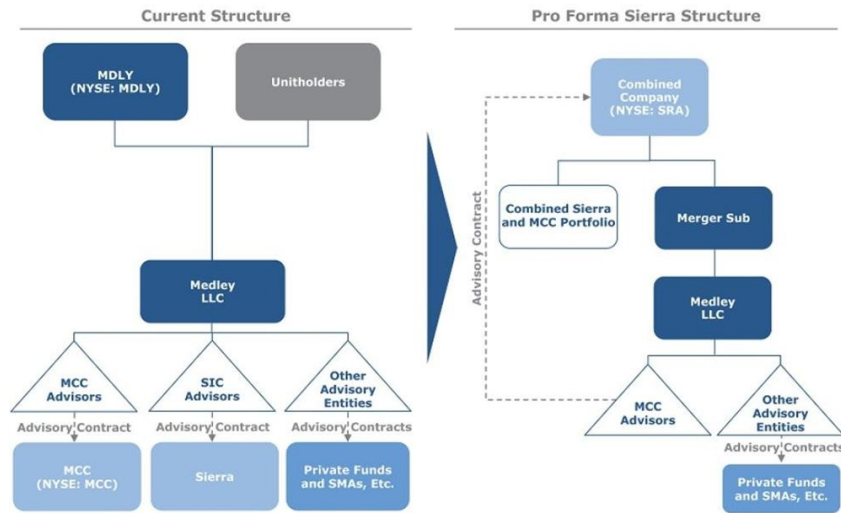 Current Structure
MDLY
(NYSE: MDLY)
Unitholders
Medley
LLC
MCC
Advisors
SIC
Advisors
Other
Advisory
Entities
Advisory Contract
Advisory Contract
Advisory Contracts
MCC
(NYSE: MCC)
Sierra
Private Funds
and SMAs, Etc.
Pro Forma Sierra Structure
Combined
Company
(NYSE: SRA)
Advisory Contract
Combined Sierra
and MCC Portfolio
Merger Sub
Medley
LLC
MCC
Advisors
Other
Advisory
Entities
Advisory Contracts
Private Funds
and SMAs, Etc.